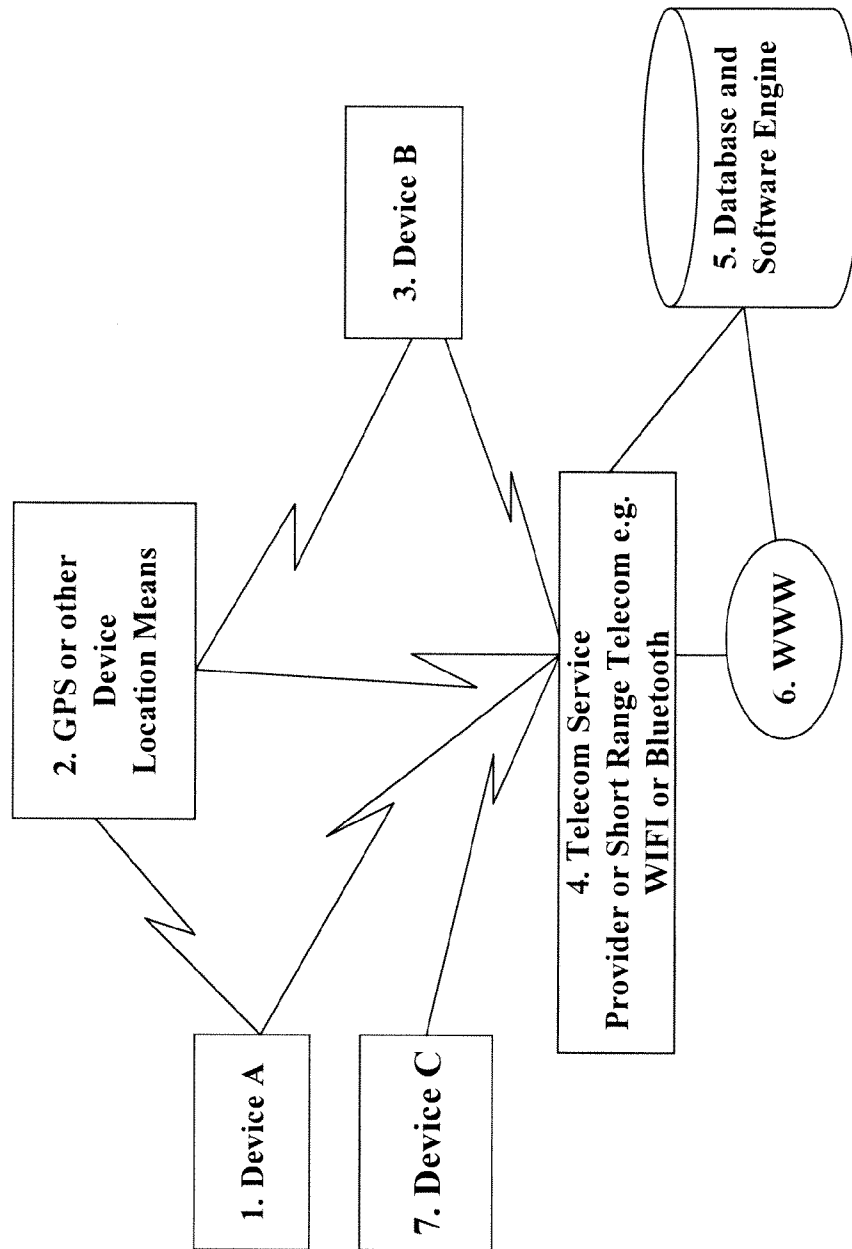 1. Device A
2. GPS or other
Device
Location Means
3. Device B
7. Device C
4. Telecom Service
Provider or Short Range Telecom e.g.
WIFI or Bluetooth
6. WWW
5. Database and
Software Engine